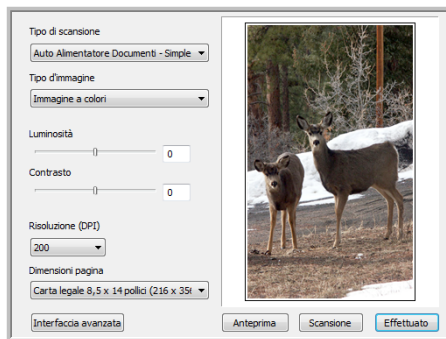 Tipo di scansione
Auto Alimentatore Documenti - Simple
Tipo d'immagine
Immagine a colori
Luminosità
0
Contrasto
0
Risoluzione (DPI)
200
Dimensioni pagina
Carta legale 8,5 x 14 pollici (216 x 35
Interfaccia avanzata
Anteprima
Scansione
Effettuato